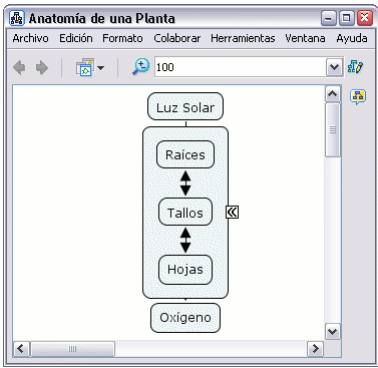 Anatomía de una Planta
Archivo Edición Formato Colaborar Herramientas Ventana Ayuda
100
Luz Solar
Raíces
Tallos
Hojas
Oxígeno